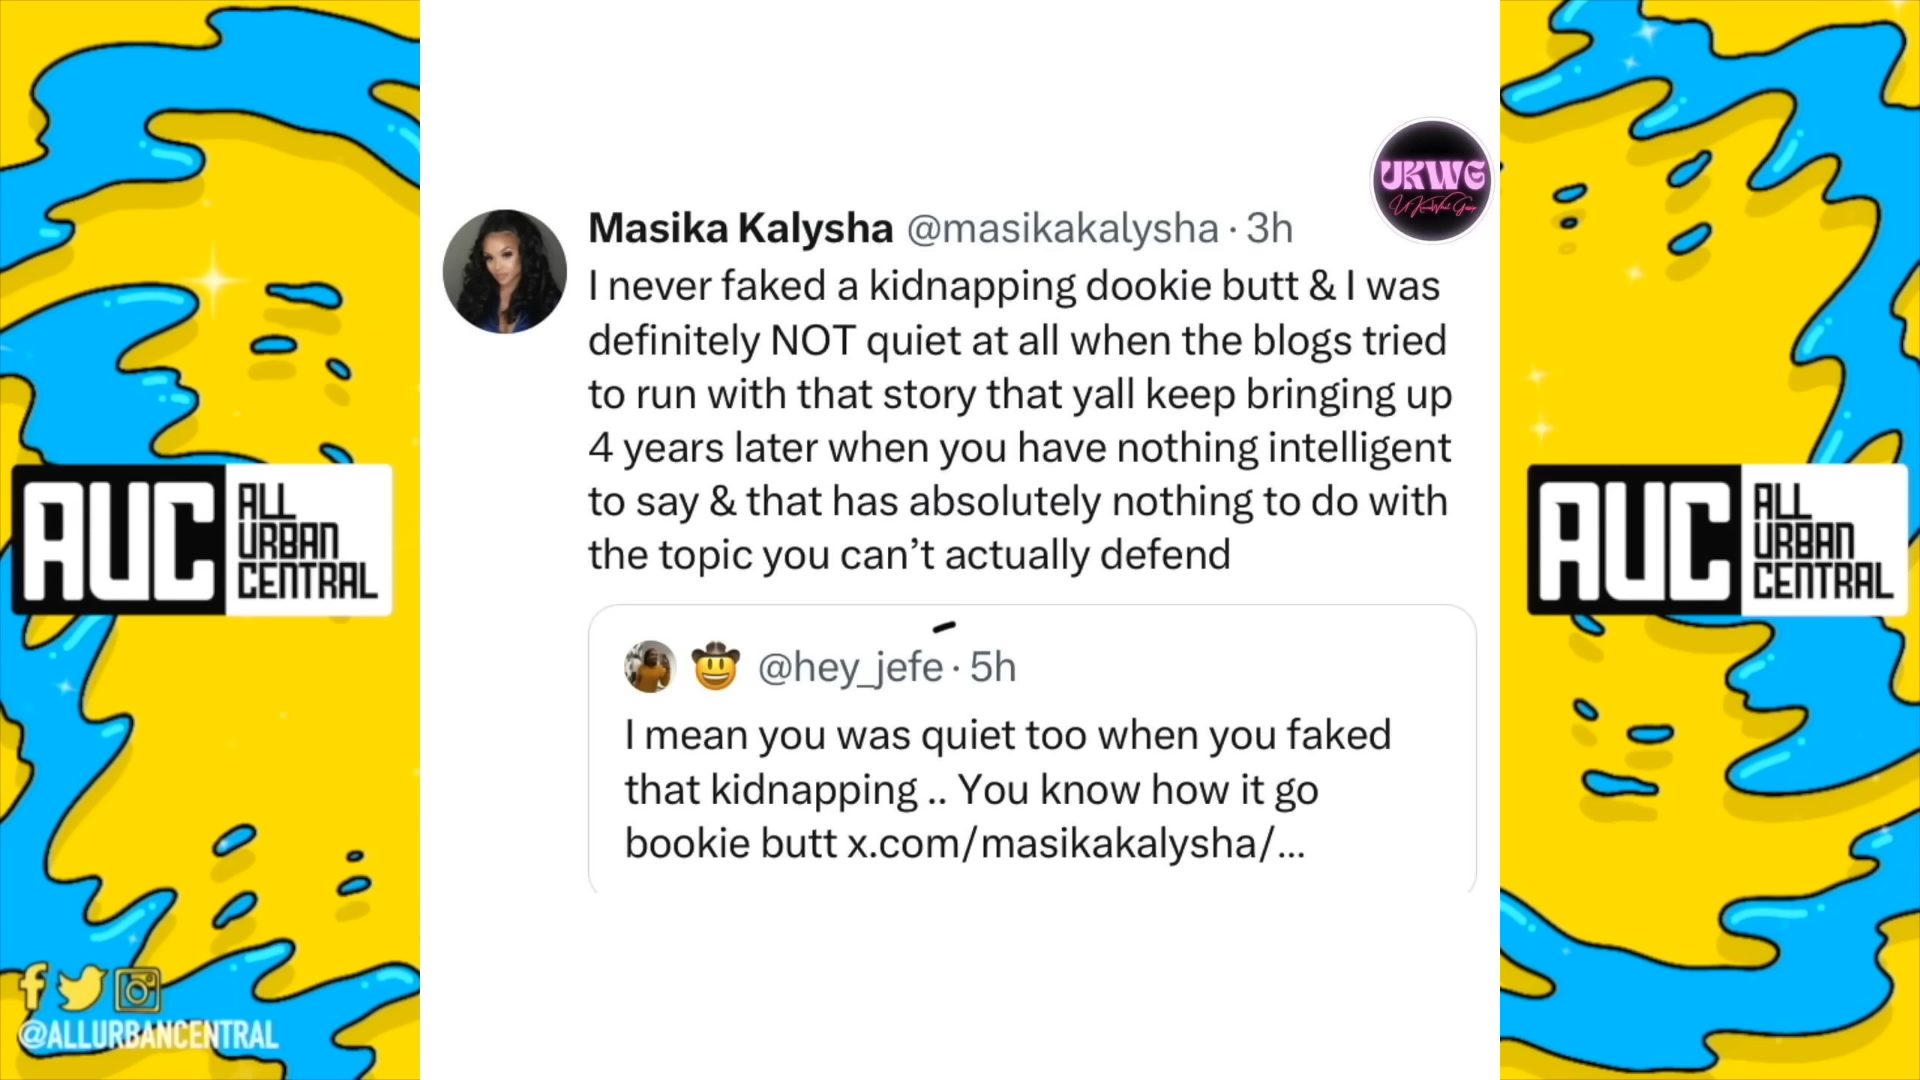 UKWG
U Know What Guys
Masika Kalysha @masikakalysha · 3h
I never faked a kidnapping dookie butt & I was
definitely NOT quiet at all when the blogs tried
to run with that story that yall keep bringing up
4 years later when you have nothing intelligent
to say & that has absolutely nothing to do with
the topic you can’t actually defend
🤠 @hey_jefe · 5h
I mean you was quiet too when you faked
that kidnapping .. You know how it go
bookie butt x.com/masikakalysha/...
AUC
ALL
URBAN
CENTRAL
AUC
ALL
URBAN
CENTRAL
@ALLURBANCENTRAL